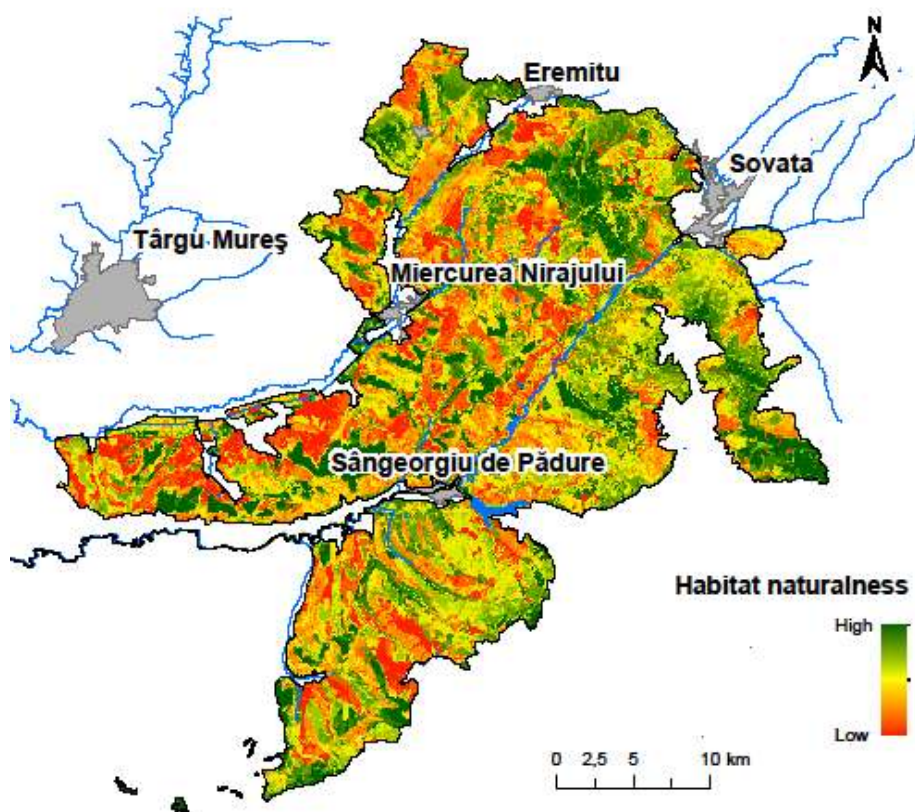 N
Eremitu
Sovata
Târgu Mureş
Miercurea Nirajului
Sângeorgiu de Pădure
Habitat naturalness
High
Low
0 2,5 5 10 km